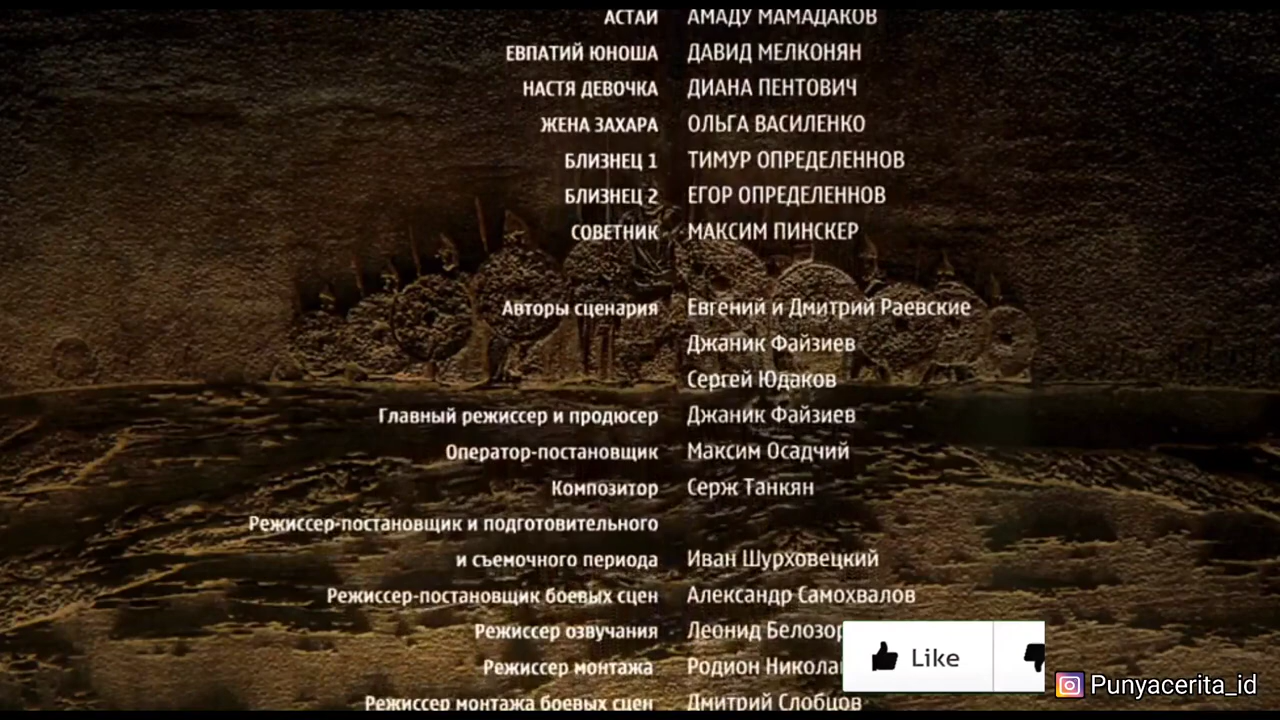 АСТАЙ АМАДУ МАМАДАКОВ
ЕВПАТИЙ ЮНОША ДАВИД МЕЛКОНЯН
НАСТЯ ДЕВОЧКА ДИАНА ПЕНТОВИЧ
ЖЕНА ЗАХАРА ОЛЬГА ВАСИЛЕНКО
БЛИЗНЕЦ 1 ТИМУР ОПРЕДЕЛЕННОВ
БЛИЗНЕЦ 2 ЕГОР ОПРЕДЕЛЕННОВ
СОВЕТНИК МАКСИМ ПИНСКЕР
Авторы сценария Евгений и Дмитрий Раевские
Джаник Файзиев
Сергей Юдаков
Главный режиссер и продюсер Джаник Файзиев
Оператор-постановщик Максим Осадчий
Композитор Серж Танкян
Режиссер-постановщик и подготовительного
и съемочного периода Иван Шурховецкий
Режиссер-постановщик боевых сцен Александр Самохвалов
Режиссер озвучания Леонид
Режиссер монтажа Родион
Режиссер монтажа боевых сцен Дмитрий Слобцов
Like
Punyacerita_id